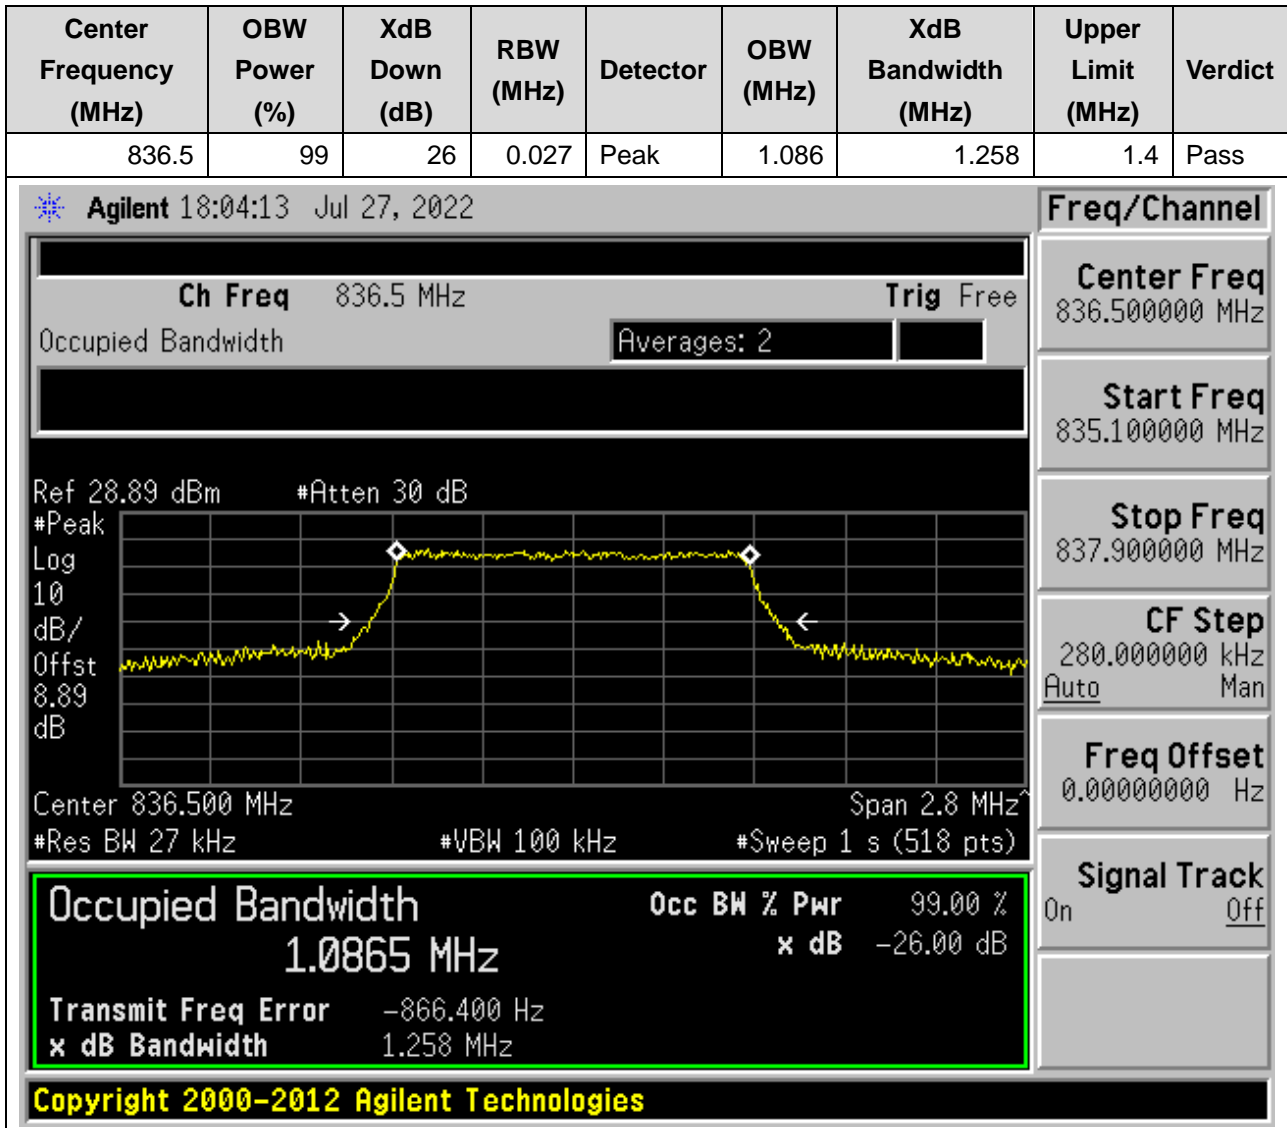 Center Frequency (MHz) OBW Power (%) XdB Down (dB) RBW (MHz) Detector OBW (MHz) XdB Bandwidth (MHz) Upper Limit (MHz) Verdict
836.5 99 26 0.027 Peak 1.086 1.258 1.4 Pass
Agilent 18:04:13 Jul 27, 2022
Freq/Channel
Ch Freq 836.5 MHz Trig Free
Occupied Bandwidth Averages: 2
Center Freq
836.500000 MHz
Start Freq
835.100000 MHz
Stop Freq
837.900000 MHz
CF Step
280.000000 kHz
Auto Man
Freq Offset
0.00000000 Hz
Signal Track
On Off
Ref 28.89 dBm #Atten 30 dB
#Peak
Log
10
dB/
Offst
8.89
dB
Center 836.500 MHz Span 2.8 MHz^
#Res BW 27 kHz #VBW 100 kHz #Sweep 1 s (518 pts)
Occupied Bandwidth Occ BW % Pwr 99.00 %
1.0865 MHz x dB -26.00 dB
Transmit Freq Error -866.400 Hz
x dB Bandwidth 1.258 MHz
Copyright 2000-2012 Agilent Technologies